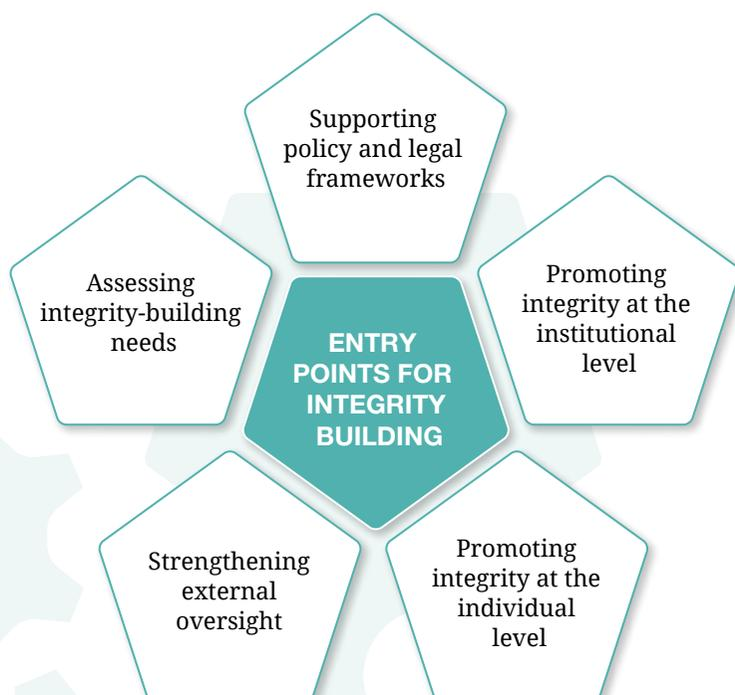 Supporting
policy and legal
frameworks
Assessing
integrity-building
needs
Promoting
integrity at the
institutional
level
ENTRY
POINTS FOR
INTEGRITY
BUILDING
Strengthening
external
oversight
Promoting
integrity at the
individual
level